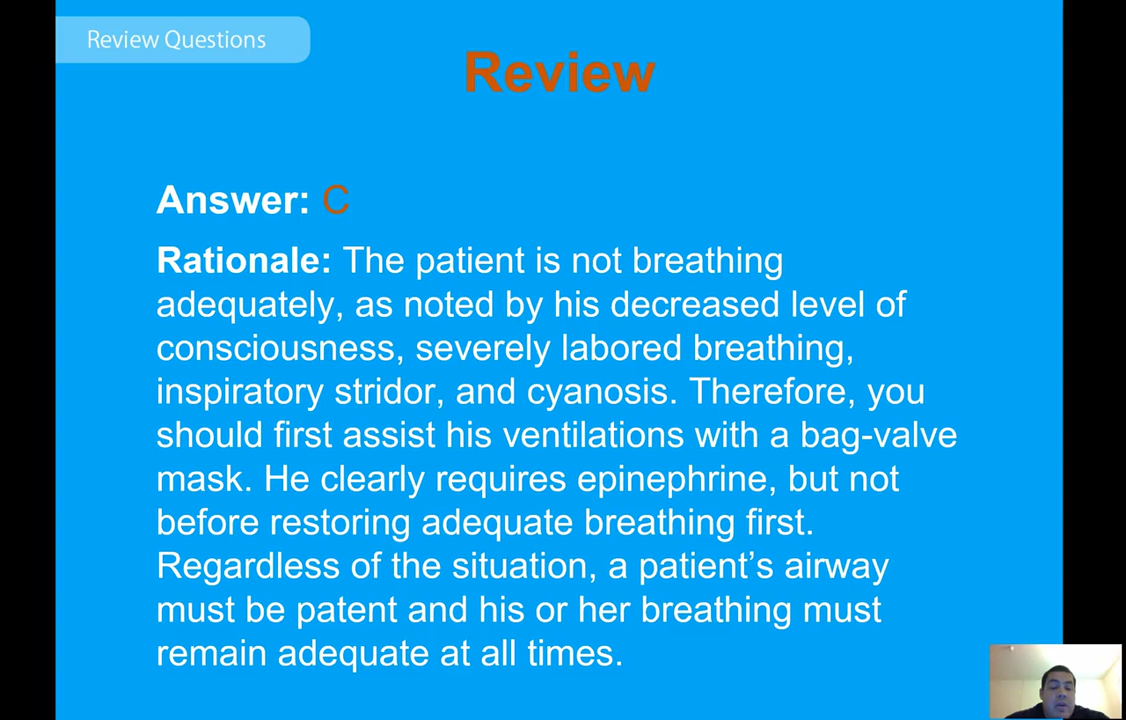 Review Questions
Review
Answer: C
Rationale: The patient is not breathing
adequately, as noted by his decreased level of
consciousness, severely labored breathing,
inspiratory stridor, and cyanosis. Therefore, you
should first assist his ventilations with a bag-valve
mask. He clearly requires epinephrine, but not
before restoring adequate breathing first.
Regardless of the situation, a patient’s airway
must be patent and his or her breathing must
remain adequate at all times.